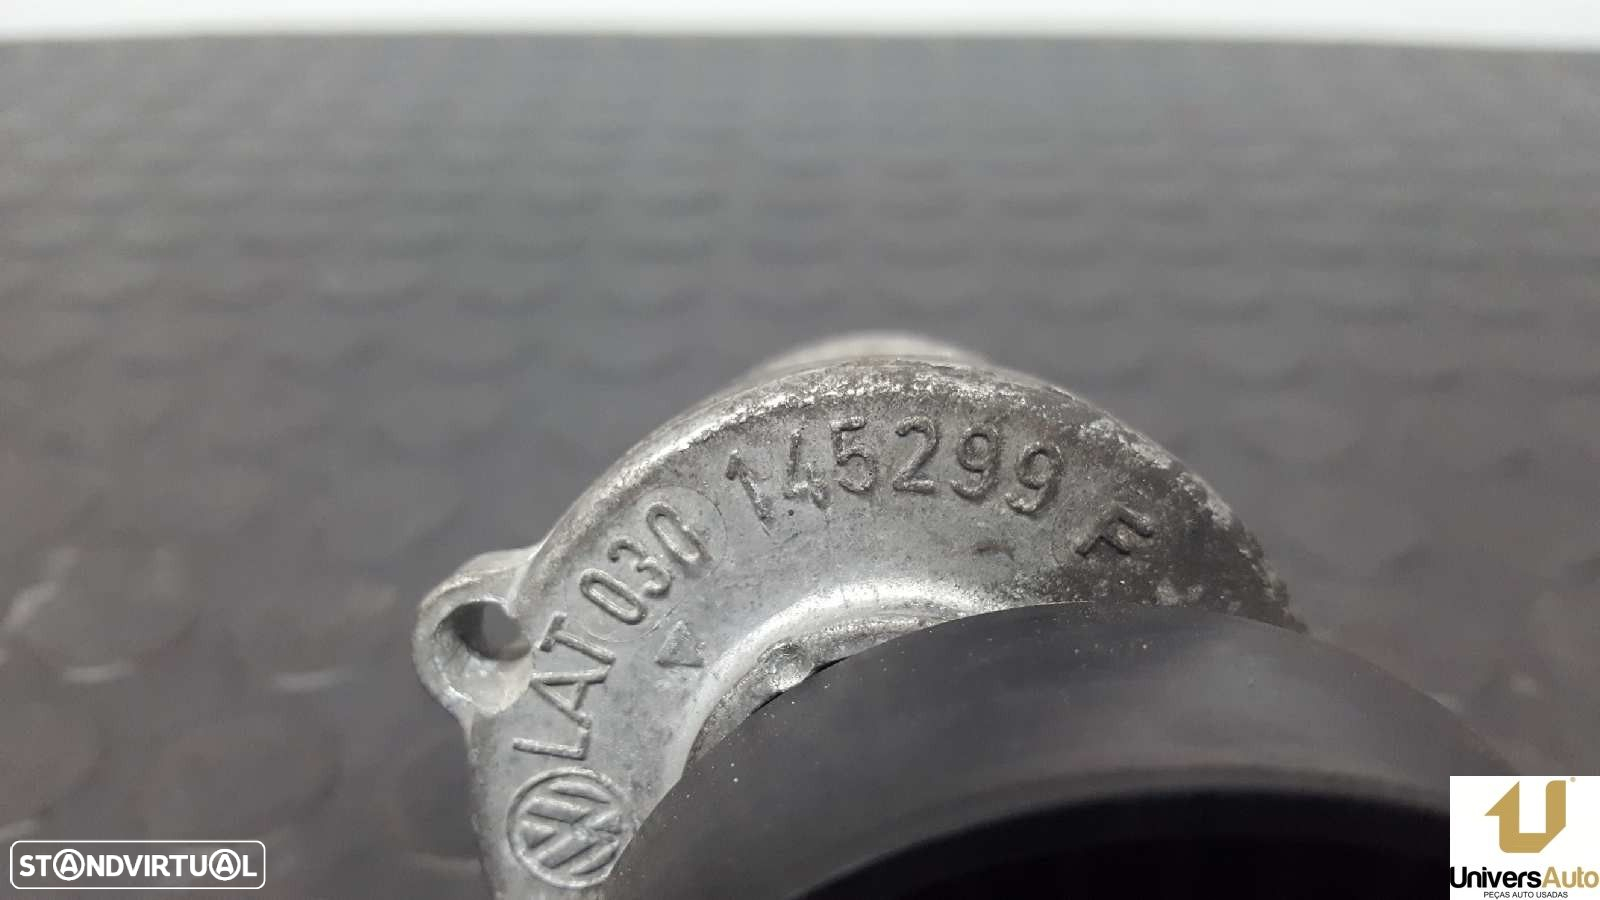 LAT 030 145299 F
STANDVIRTUAL
UniversAuto
PEÇAS AUTO USADAS